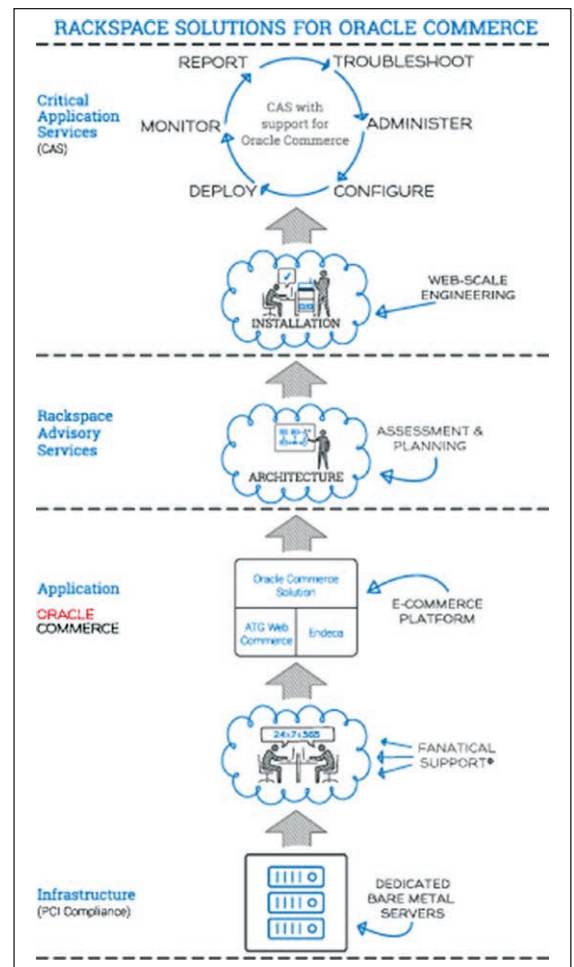 RACKSPACE SOLUTIONS FOR ORACLE COMMERCE
REPORT
TROUBLESHOOT
Critical
Application
Services
(CAS)
MONITOR
CAS with
support for
Oracle Commerce
ADMINISTER
DEPLOY
CONFIGURE
INSTALLATION
WEB-SCALE
ENGINEERING
Rackspace
Advisory
Services
ARCHITECTURE
ASSESSMENT &
PLANNING
Application
ORACLE
COMMERCE
Oracle Commerce
Solution
ATG Web
Commerce
Endeca
E-COMMERCE
PLATFORM
24x7x365
FANATICAL
SUPPORT®
Infrastructure
(PCI Compliance)
DEDICATED
BARE METAL
SERVERS